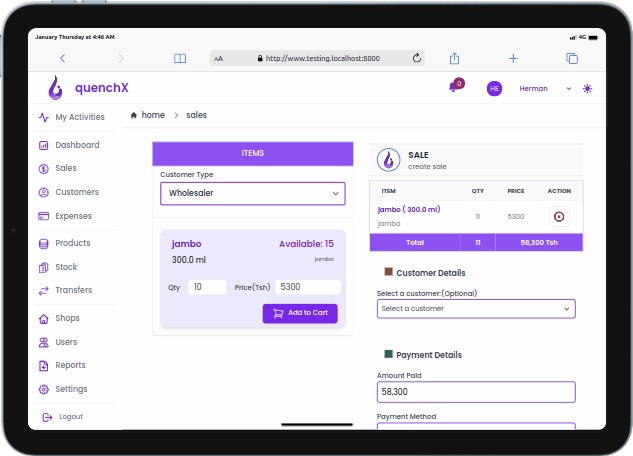 January Thursday at 4:46 AM
4G
AA
http://www.testing.localhost:8000
quenchX
0
HE
Herman
My Activities
home > sales
Dashboard
Sales
Customers
Expenses
Products
Stock
Transfers
Shops
Users
Reports
Settings
Logout
ITEMS
Customer Type
Wholesaler
jambo
Available: 15
300.0 ml
jambo
Qty
10
Price(Tsh)
5300
Add to Cart
SALE
create sale
ITEM QTY PRICE ACTION
jambo ( 300.0 ml)
jambo
11
5300
Total 11 58,300 Tsh
Customer Details
Select a customer:(Optional)
Select a customer
Payment Details
Amount Paid
58,300
Payment Method